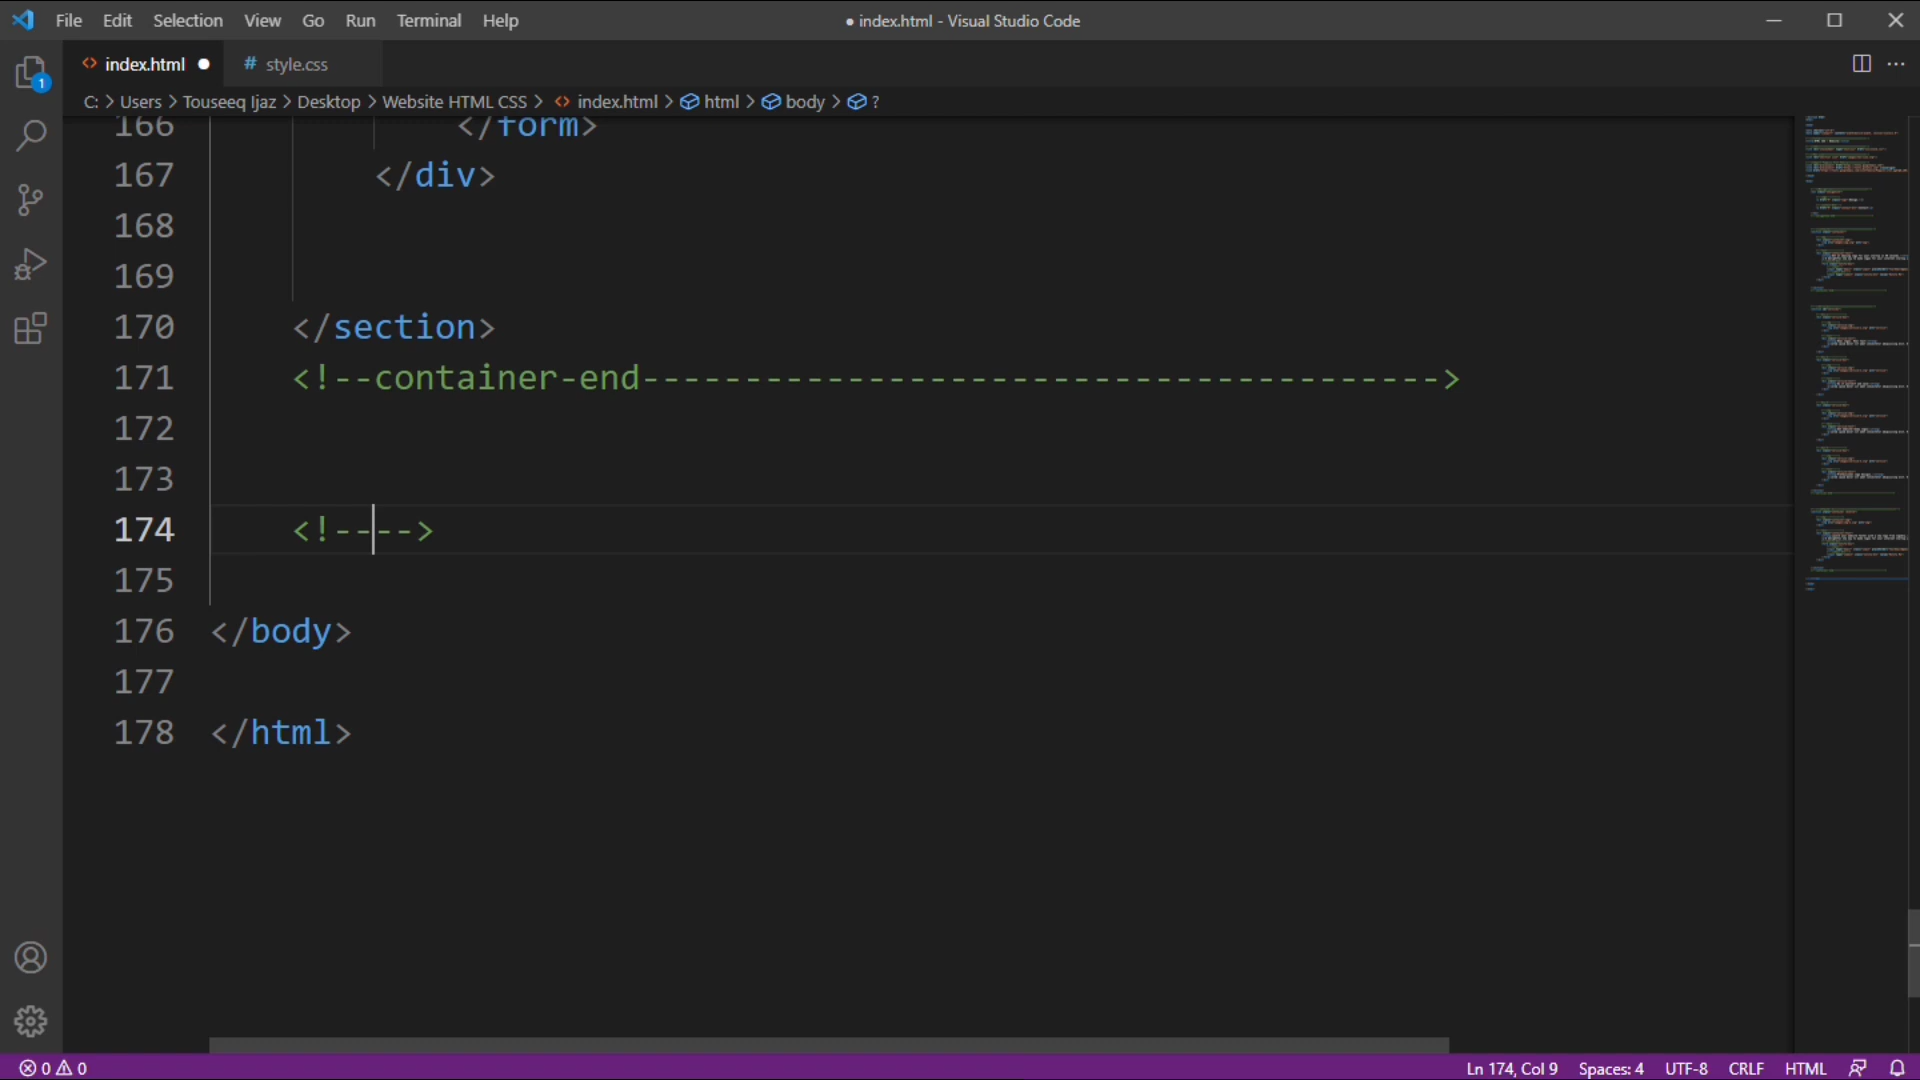 File Edit Selection View Go Run Terminal Help ● index.html - Visual Studio Code
index.html ● # style.css
C: > Users > Touseeq Ijaz > Desktop > Website HTML CSS > index.html > html > body > ?
166 </form>
167 </div>
168
169
170 </section>
171 <!--container-end--------------------------------------->
172
173
174 <!---->
175
176 </body>
177
178 </html>
1
0 0 Ln 174, Col 9 Spaces: 4 UTF-8 CRLF HTML